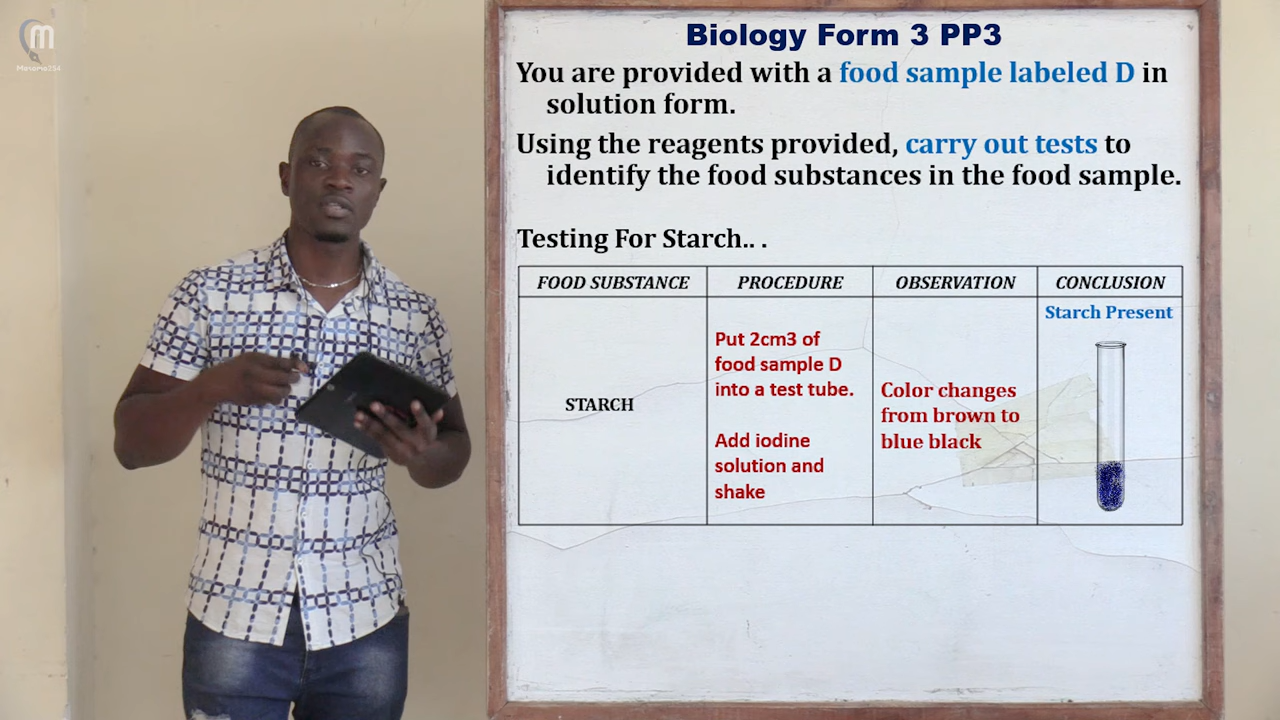 m
Masomo254
Biology Form 3 PP3
You are provided with a food sample labeled D in
solution form.
Using the reagents provided, carry out tests to
identify the food substances in the food sample.
Testing For Starch.. .
FOOD SUBSTANCE PROCEDURE OBSERVATION CONCLUSION
STARCH
Put 2cm3 of
food sample D
into a test tube.
Add iodine
solution and
shake
Color changes
from brown to
blue black
Starch Present